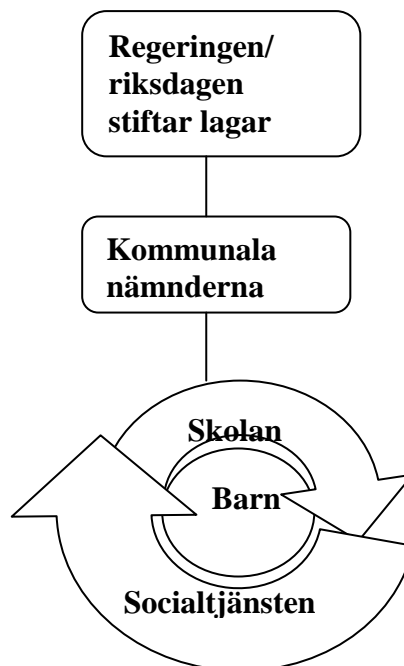 Regeringen/
riksdagen
stiftar lagar
Kommunala
nämnderna
Skolan
Barn
Socialtjänsten